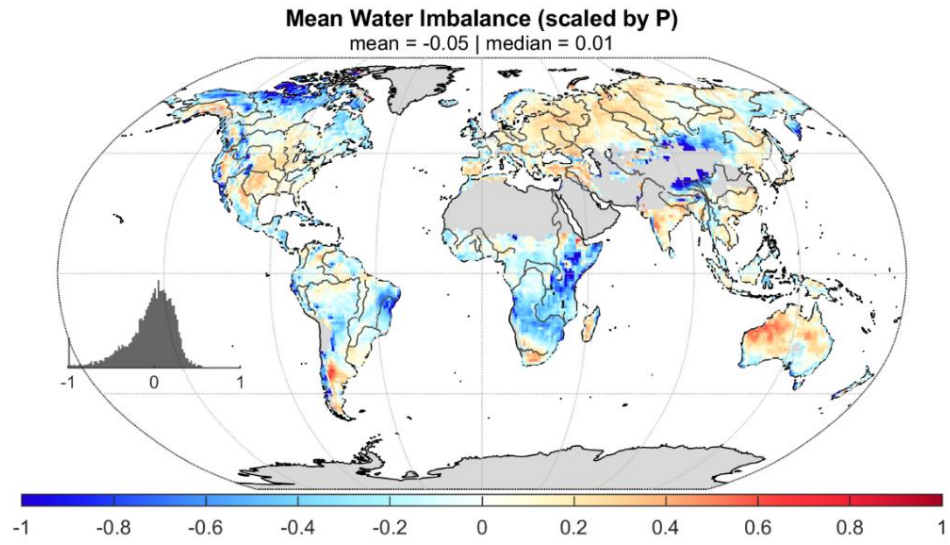 Mean Water Imbalance (scaled by P)
mean = -0.05 | median = 0.01
-1 0 1
-1 -0.8 -0.6 -0.4 -0.2 0 0.2 0.4 0.6 0.8 1